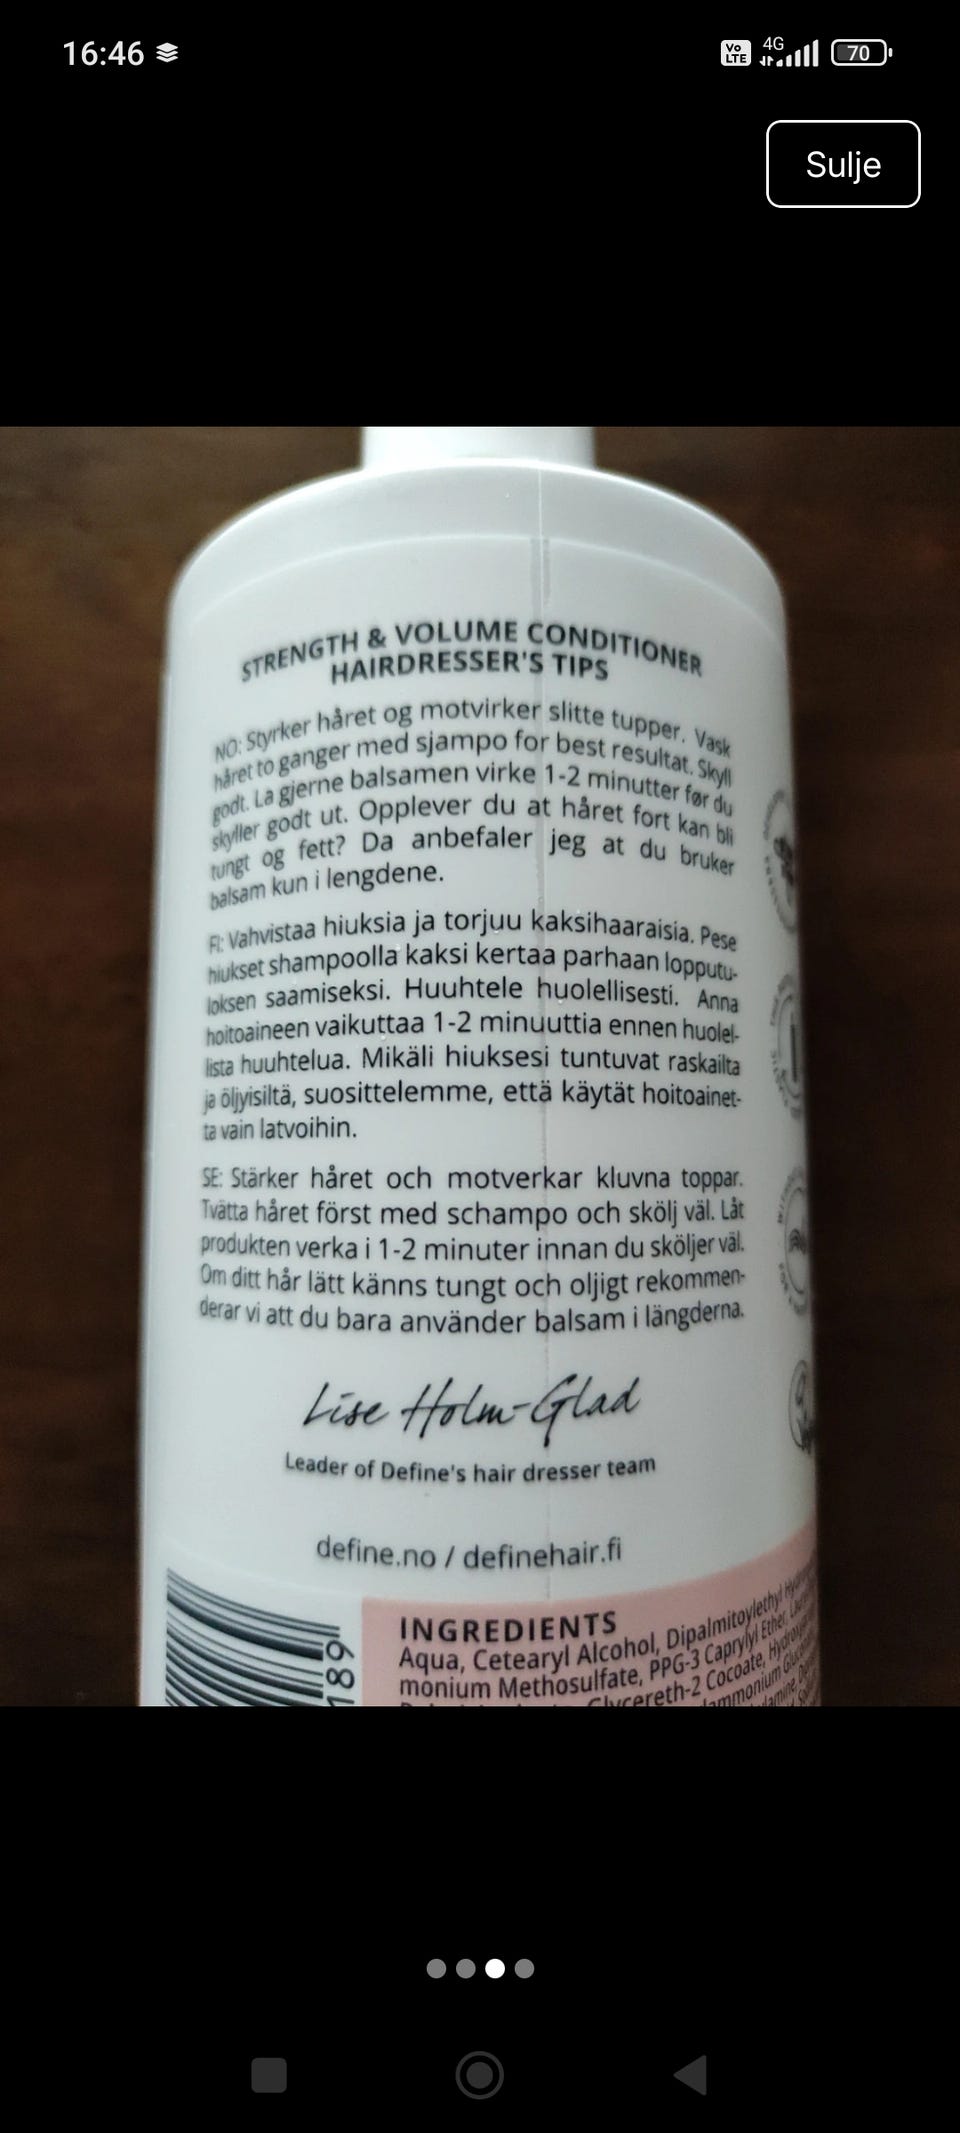 16:46
Vo
LTE
4G
70
Sulje
STRENGTH & VOLUME CONDITIONER
HAIRDRESSER'S TIPS
NO: Styrker håret og motvirker slitte tupper. Vask
håret to ganger med sjampo for best resultat. Skyll
godt. La gjerne balsamen virke 1-2 minutter før du
skyller godt ut. Opplever du at håret fort kan bli
tungt og fett? Da anbefaler jeg at du bruker
balsam kun i lengdene.
FI: Vahvistaa hiuksia ja torjuu kaksihaaraisia. Pese
hiukset shampoolla kaksi kertaa parhaan lopputu-
loksen saamiseksi. Huuhtele huolellisesti. Anna
hoitoaineen vaikuttaa 1-2 minuuttia ennen huolel-
lista huuhtelua. Mikäli hiuksesi tuntuvat raskailta
ja öljyisiltä, suosittelemme, että käytät hoitoainet-
ta vain latvoihin.
SE: Stärker håret och motverkar kluvna toppar.
Tvätta håret först med schampo och skölj väl. Låt
produkten verka i 1-2 minuter innan du sköljer väl.
Om ditt hår lätt känns tungt och oljigt rekommen-
derar vi att du bara använder balsam i längderna.
Lise Holm-Glad
Leader of Define's hair dresser team
define.no / definehair.fi
189
INGREDIENTS
Aqua, Cetearyl Alcohol, Dipalmitoylethyl
monium Methosulfate, PPG-3 Caprylyl Ether,
Glycereth-2 Cocoate,